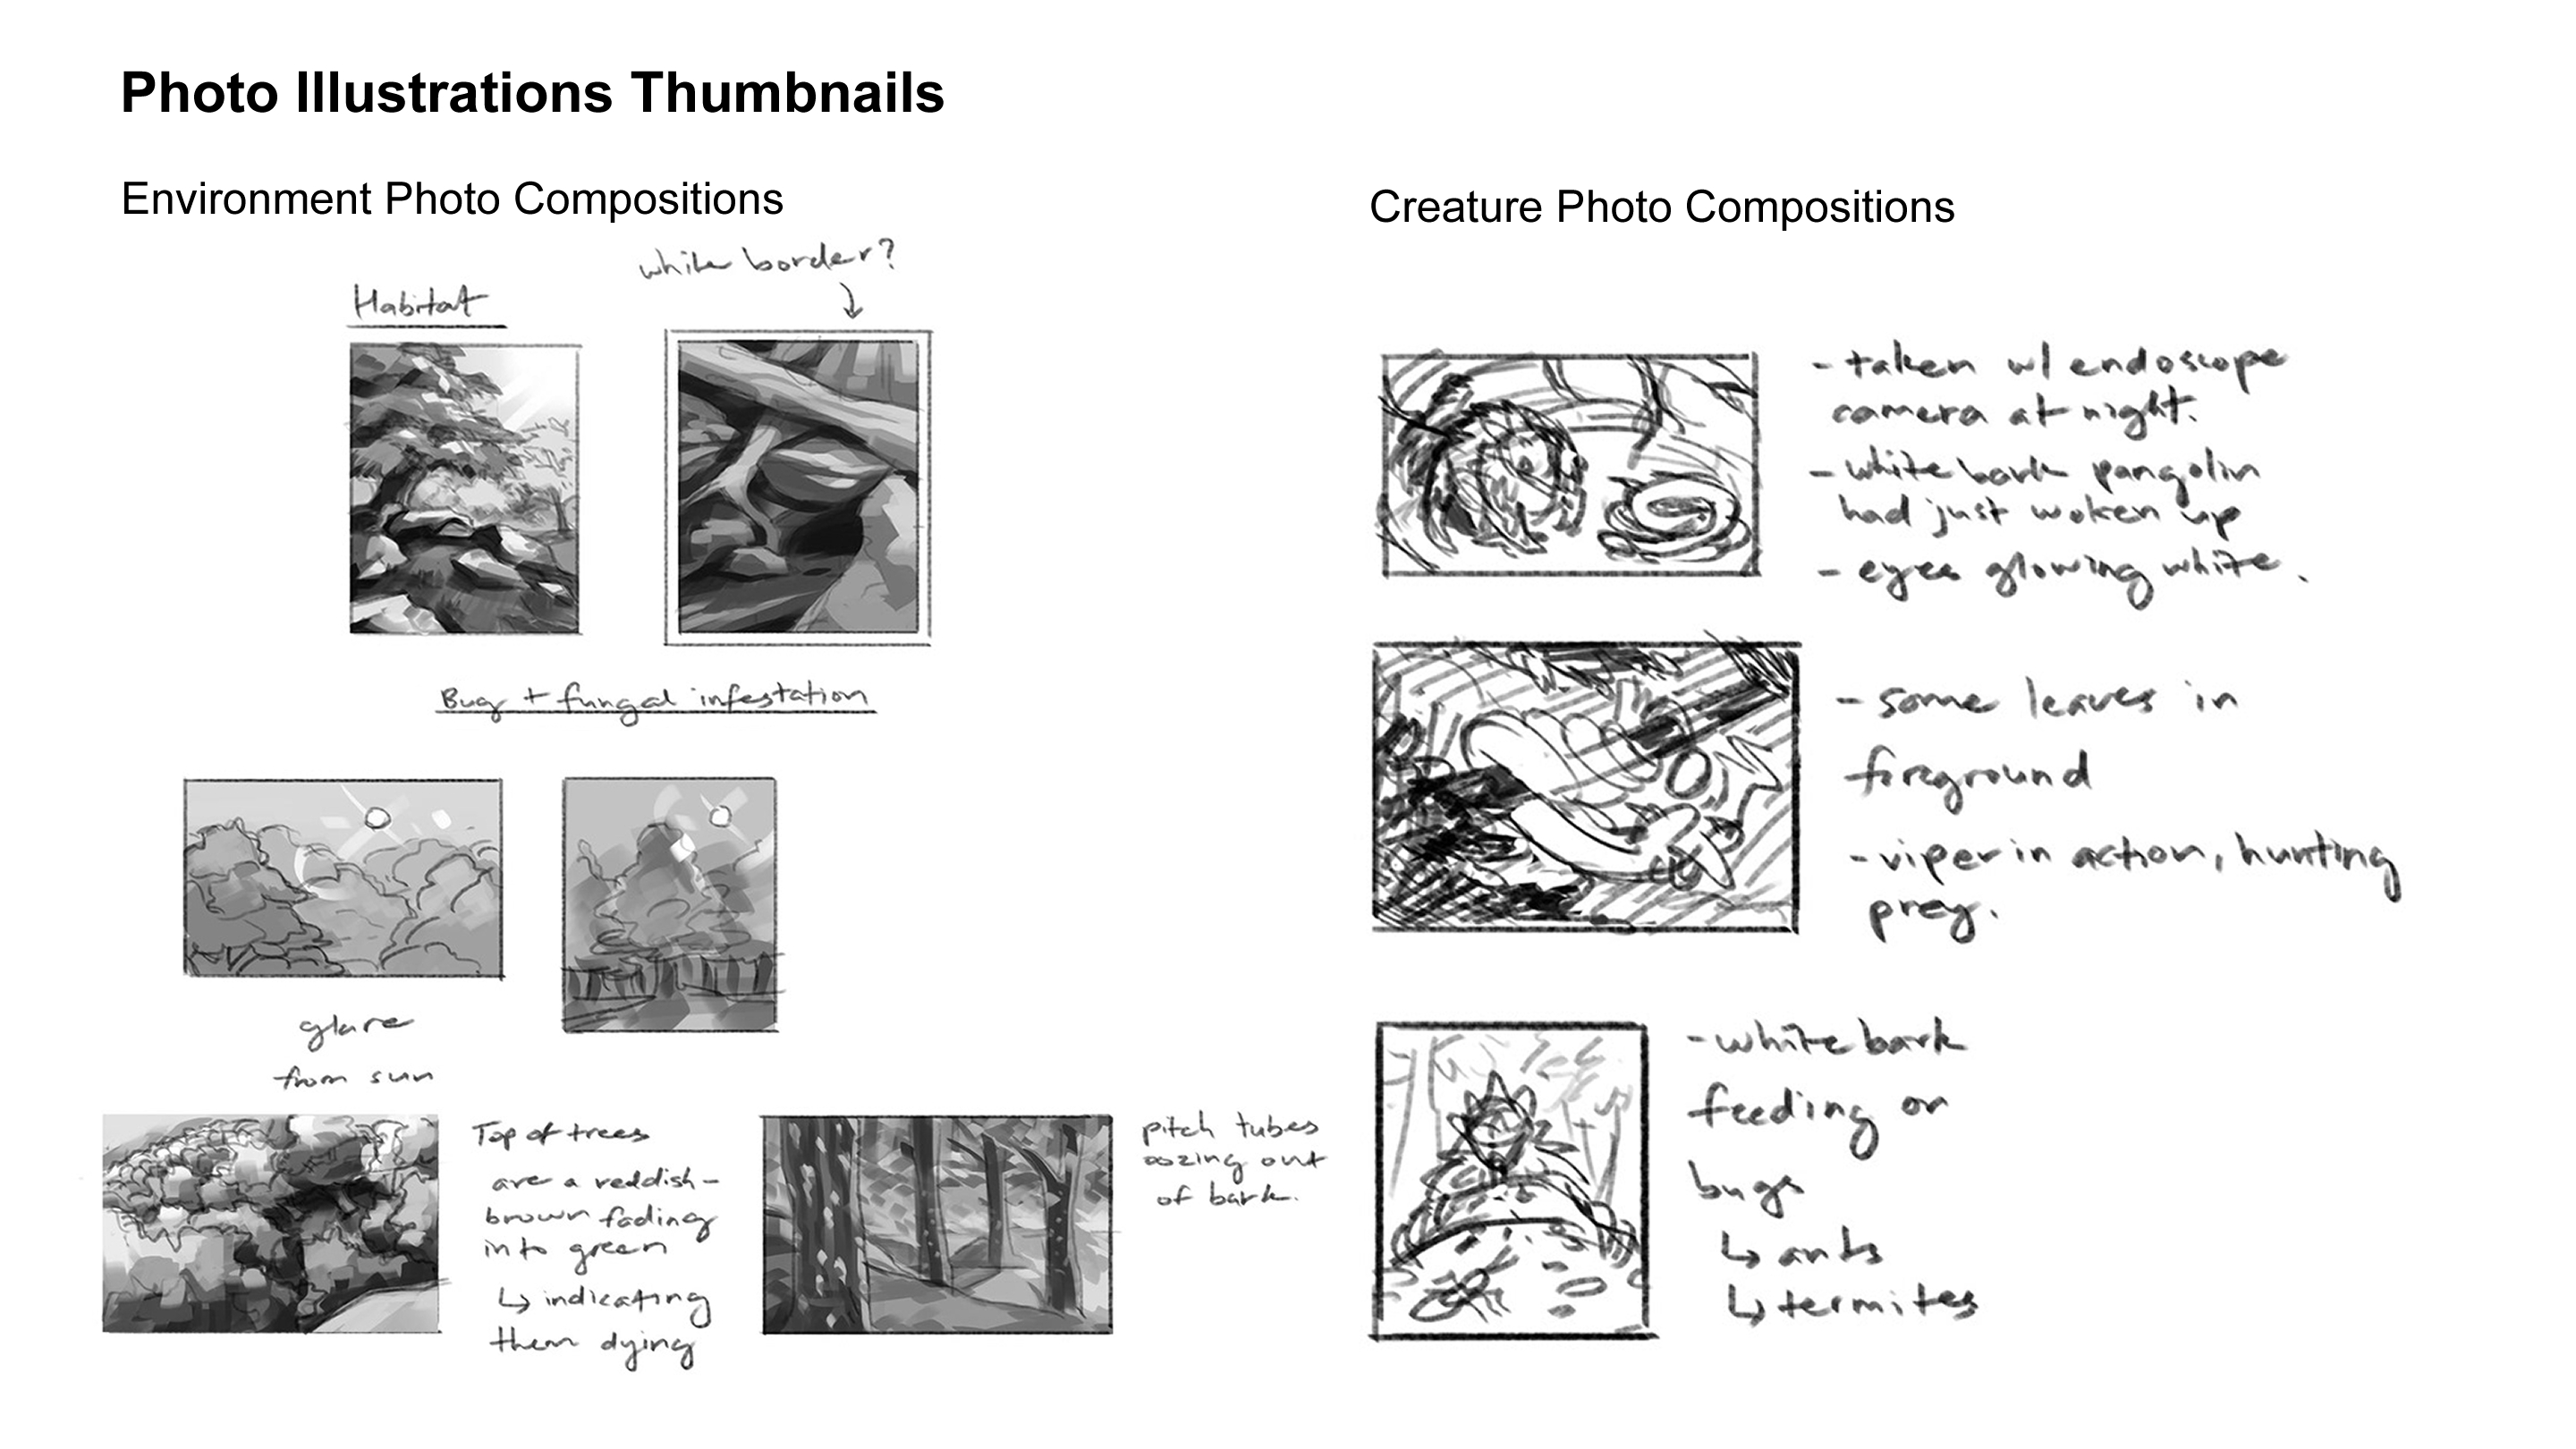 Photo Illustrations Thumbnails
Environment Photo Compositions
Habitat
white border?
Bug + fungal infestation
glare
from sun
Top of trees
are a reddish-
brown fading
into green
↳ indicating
them dying
pitch tubes
oozing out
of bark.
Creature Photo Compositions
- taken w/ endoscope
camera at night.
- white bark pangolin
had just woken up
- eyes glowing white.
- some leaves in
foreground
- viper in action, hunting
prey.
- white bark
feeding on
bugs
↳ ants
↳ termites